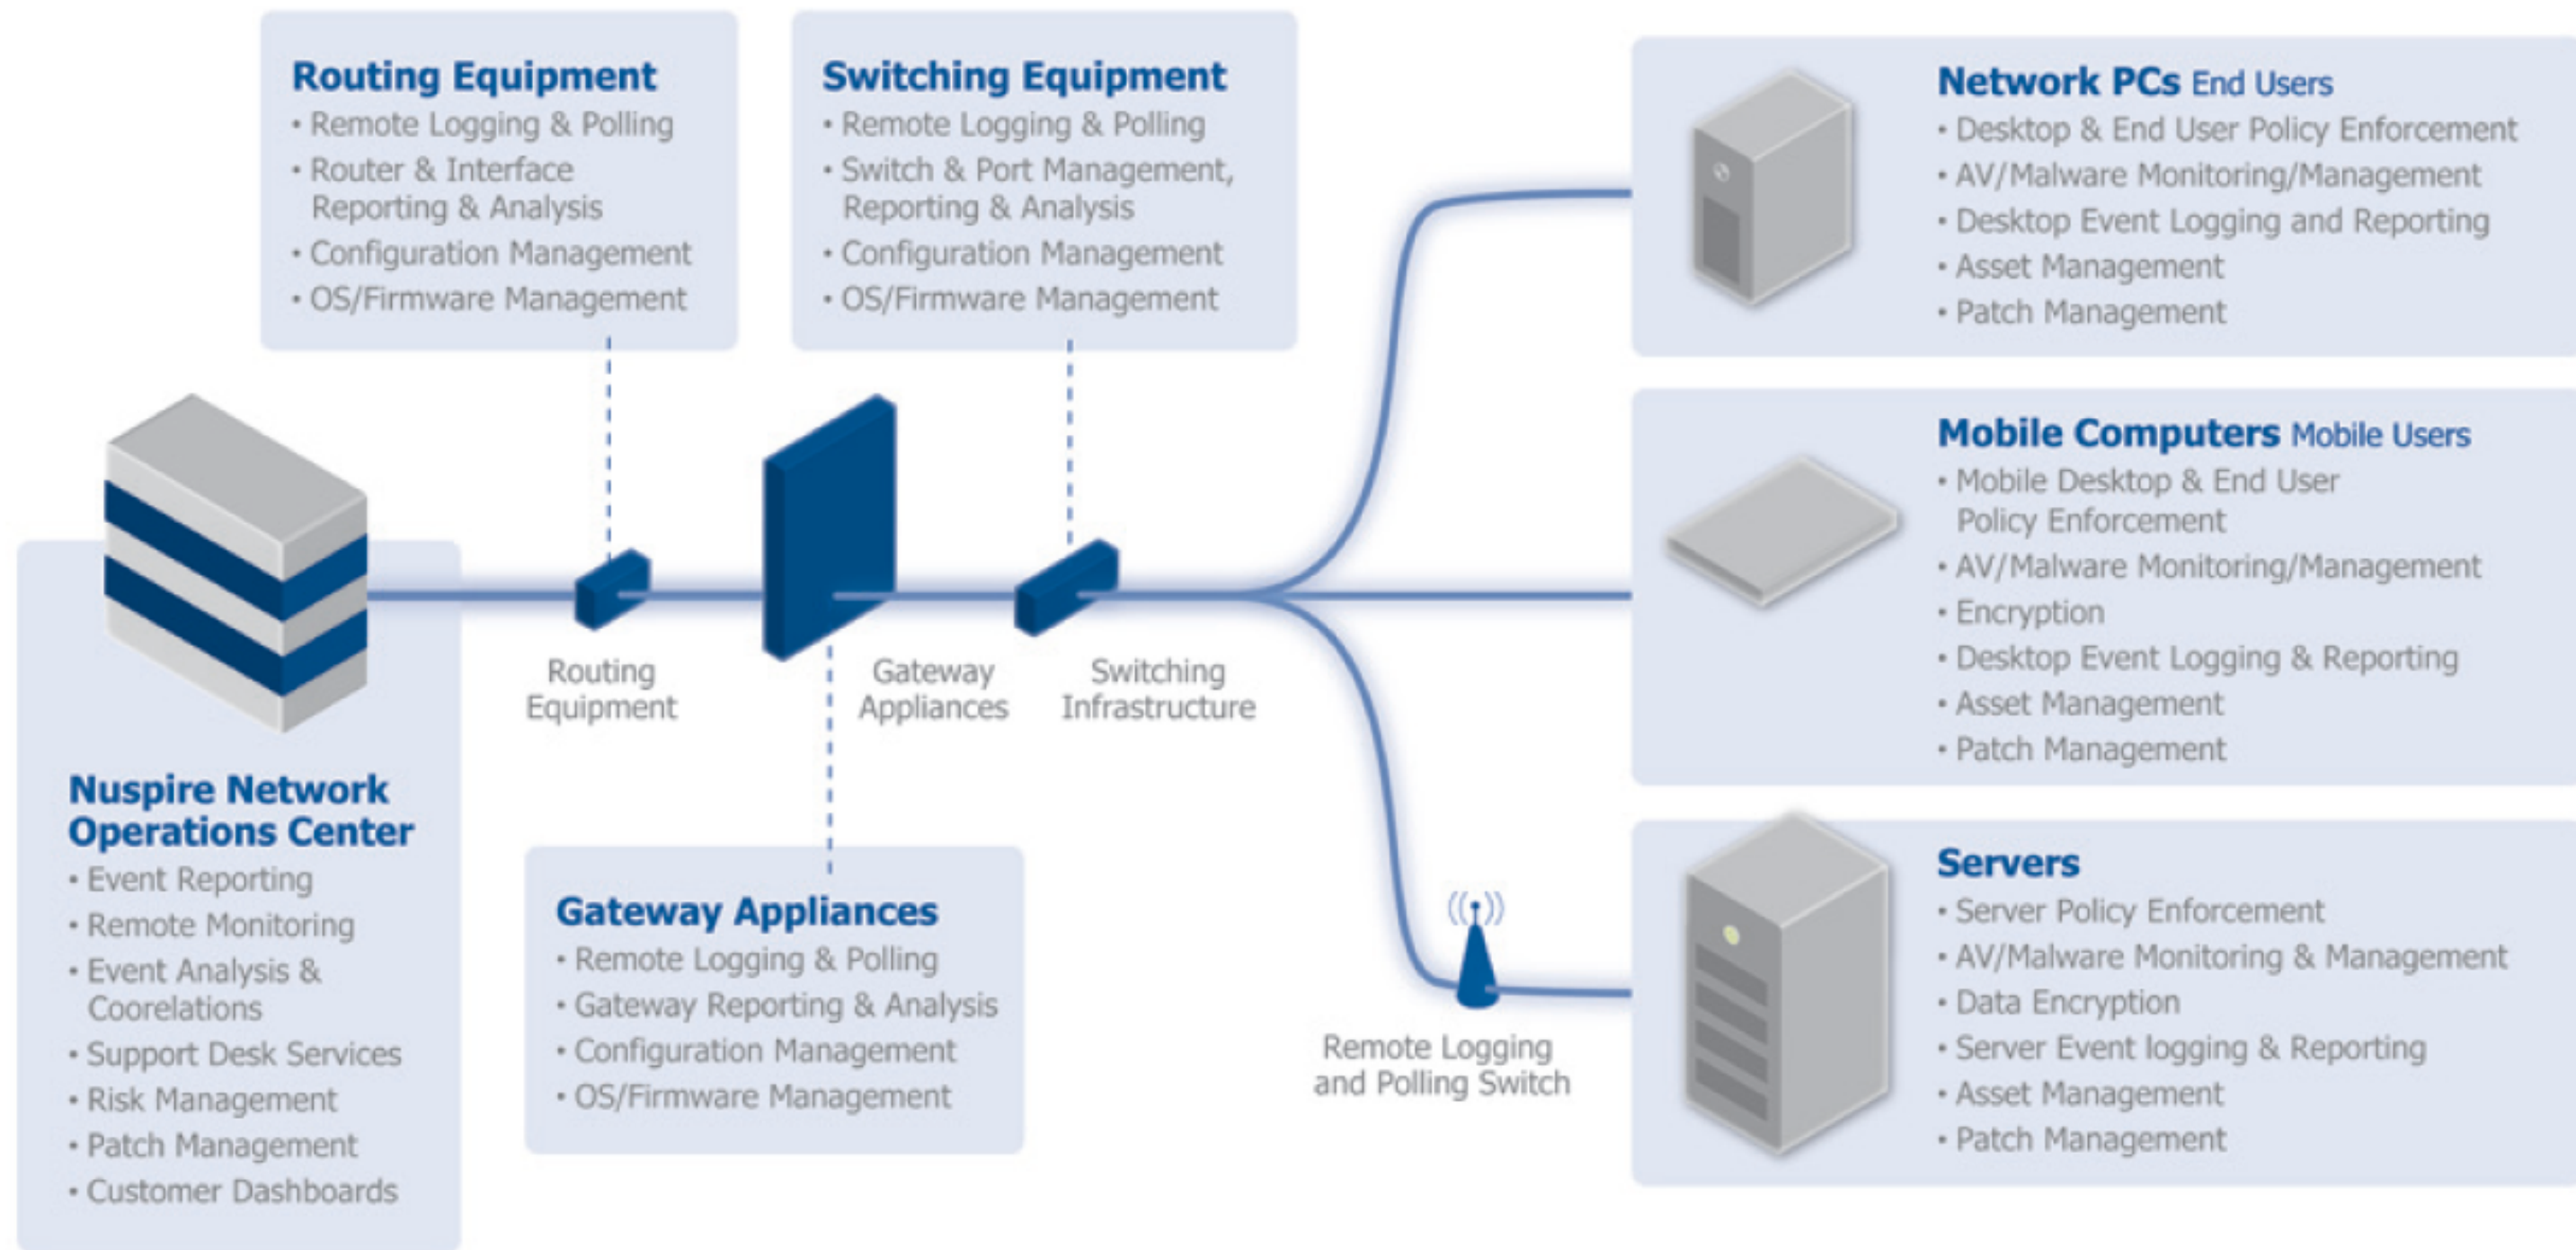 Routing Equipment
• Remote Logging & Polling
• Router & Interface
Reporting & Analysis
• Configuration Management
• OS/Firmware Management
Switching Equipment
• Remote Logging & Polling
• Switch & Port Management,
Reporting & Analysis
• Configuration Management
• OS/Firmware Management
Network PCs End Users
• Desktop & End User Policy Enforcement
• AV/Malware Monitoring/Management
• Desktop Event Logging and Reporting
• Asset Management
• Patch Management
Mobile Computers Mobile Users
• Mobile Desktop & End User
Policy Enforcement
• AV/Malware Monitoring/Management
• Encryption
• Desktop Event Logging & Reporting
• Asset Management
• Patch Management
Routing
Equipment
Gateway
Appliances
Switching
Infrastructure
Nuspire Network
Operations Center
• Event Reporting
• Remote Monitoring
• Event Analysis &
Coorelations
• Support Desk Services
• Risk Management
• Patch Management
• Customer Dashboards
Gateway Appliances
• Remote Logging & Polling
• Gateway Reporting & Analysis
• Configuration Management
• OS/Firmware Management
Remote Logging
and Polling Switch
Servers
• Server Policy Enforcement
• AV/Malware Monitoring & Management
• Data Encryption
• Server Event logging & Reporting
• Asset Management
• Patch Management